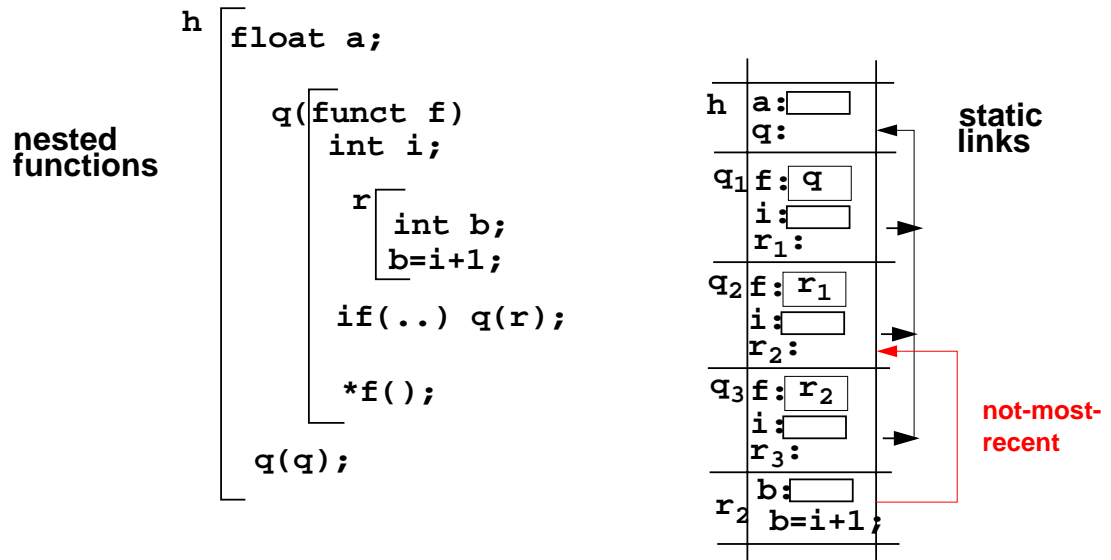 h
float a;
q(funct f)
int i;
nested
functions
r
int b;
b=i+1;
if(..) q(r);
*f();
q(q);
h a:
q:
static
links
q1 f: q
i:
r1:
q2 f: r1
i:
r2:
q3 f: r2
i:
r3:
not-most-
recent
r2 b:
b=i+1;